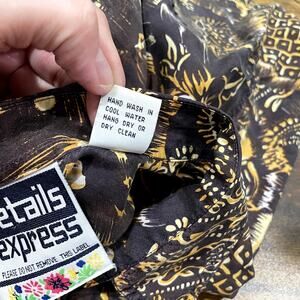 HAND WASH IN
COOL WATER
HANG DRY OR
DRY CLEAN
etails
express
PLEASE DO NOT REMOVE THIS LABEL